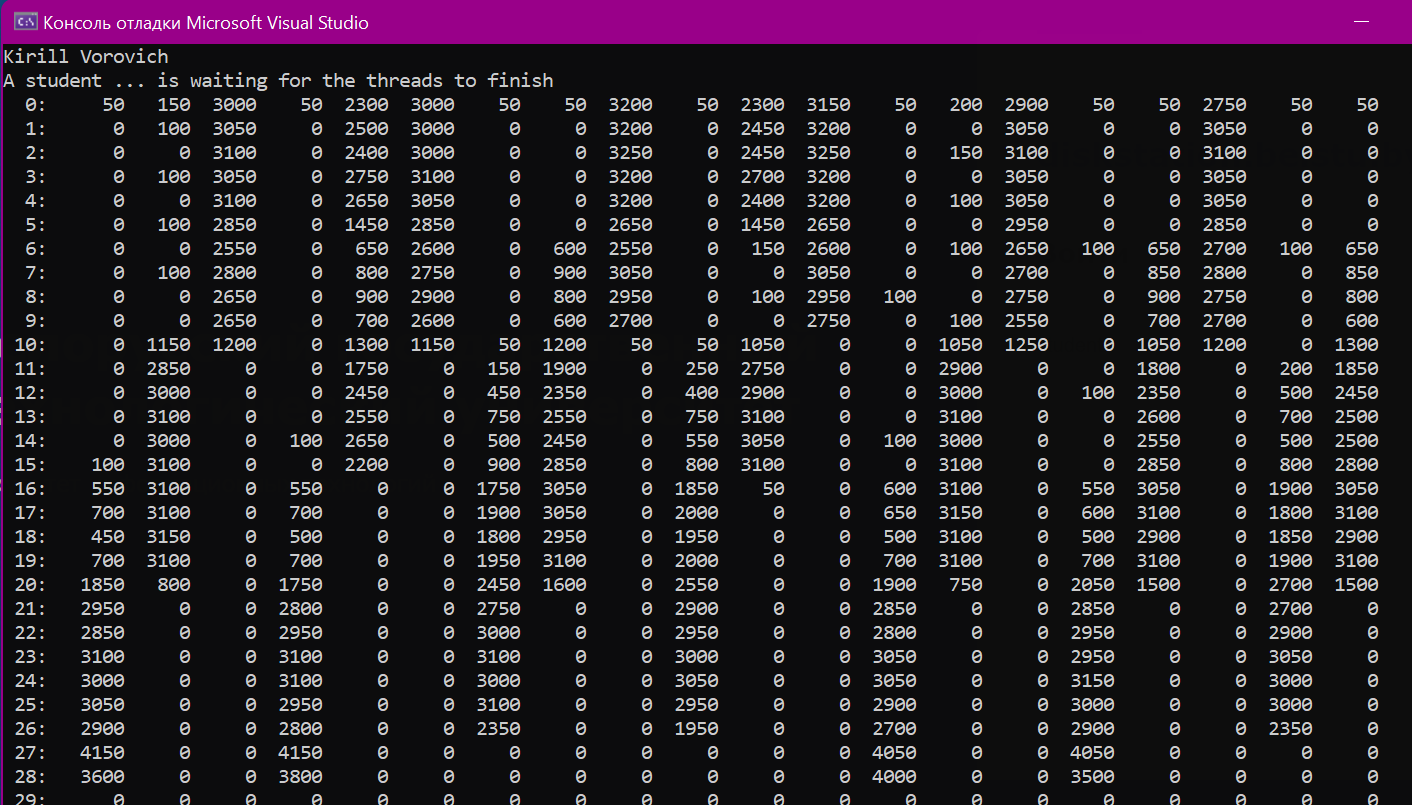 Консоль отладки Microsoft Visual Studio
Kirill Vorovich
A student ... is waiting for the threads to finish
0: 50 150 3000 50 2300 3000 50 50 3200 50 2300 3150 50 200 2900 50 50 2750 50 50
1: 0 100 3050 0 2500 3000 0 0 3200 0 2450 3200 0 0 3050 0 0 3050 0 0
2: 0 0 3100 0 2400 3000 0 0 3250 0 2450 3250 0 150 3100 0 0 3100 0 0
3: 0 100 3050 0 2750 3100 0 0 3200 0 2700 3200 0 0 3050 0 0 3050 0 0
4: 0 0 3100 0 2650 3050 0 0 3200 0 2400 3200 0 100 3050 0 0 3050 0 0
5: 0 100 2850 0 1450 2850 0 0 2650 0 1450 2650 0 0 2950 0 0 2850 0 0
6: 0 0 2550 0 650 2600 0 600 2550 0 150 2600 0 100 2650 100 650 2700 100 650
7: 0 100 2800 0 800 2750 0 900 3050 0 0 3050 0 0 2700 0 850 2800 0 850
8: 0 0 2650 0 900 2900 0 800 2950 0 100 2950 100 0 2750 0 900 2750 0 800
9: 0 0 2650 0 700 2600 0 600 2700 0 0 2750 0 100 2550 0 700 2700 0 600
10: 0 1150 1200 0 1300 1150 50 1200 50 50 1050 0 0 1050 1250 0 1050 1200 0 1300
11: 0 2850 0 0 1750 0 150 1900 0 250 2750 0 0 2900 0 0 1800 0 200 1850
12: 0 3000 0 0 2450 0 450 2350 0 400 2900 0 0 3000 0 100 2350 0 500 2450
13: 0 3100 0 0 2550 0 750 2550 0 750 3100 0 0 3100 0 0 2600 0 700 2500
14: 0 3000 0 100 2650 0 500 2450 0 550 3050 0 100 3000 0 0 2550 0 500 2500
15: 100 3100 0 0 2200 0 900 2850 0 800 3100 0 0 3100 0 0 2850 0 800 2800
16: 550 3100 0 550 0 0 1750 3050 0 1850 50 0 600 3100 0 550 3050 0 1900 3050
17: 700 3100 0 700 0 0 1900 3050 0 2000 0 0 650 3150 0 600 3100 0 1800 3100
18: 450 3150 0 500 0 0 1800 2950 0 1950 0 0 500 3100 0 500 2900 0 1850 2900
19: 700 3100 0 700 0 0 1950 3100 0 2000 0 0 700 3100 0 700 3100 0 1900 3100
20: 1850 800 0 1750 0 0 2450 1600 0 2550 0 0 1900 750 0 2050 1500 0 2700 1500
21: 2950 0 0 2800 0 0 2750 0 0 2900 0 0 2850 0 0 2850 0 0 2700 0
22: 2850 0 0 2950 0 0 3000 0 0 2950 0 0 2800 0 0 2950 0 0 2900 0
23: 3100 0 0 3100 0 0 3100 0 0 3000 0 0 3050 0 0 2950 0 0 3050 0
24: 3000 0 0 3100 0 0 3000 0 0 3050 0 0 3050 0 0 3150 0 0 3000 0
25: 3050 0 0 2950 0 0 3100 0 0 2950 0 0 2900 0 0 3000 0 0 3000 0
26: 2900 0 0 2800 0 0 2350 0 0 1950 0 0 2700 0 0 2900 0 0 2350 0
27: 4150 0 0 4150 0 0 0 0 0 0 0 0 4050 0 0 4050 0 0 0 0
28: 3600 0 0 3800 0 0 0 0 0 0 0 0 4000 0 0 3500 0 0 0 0
29: 0 0 0 0 0 0 0 0 0 0 0 0 0 0 0 0 0 0 0 0